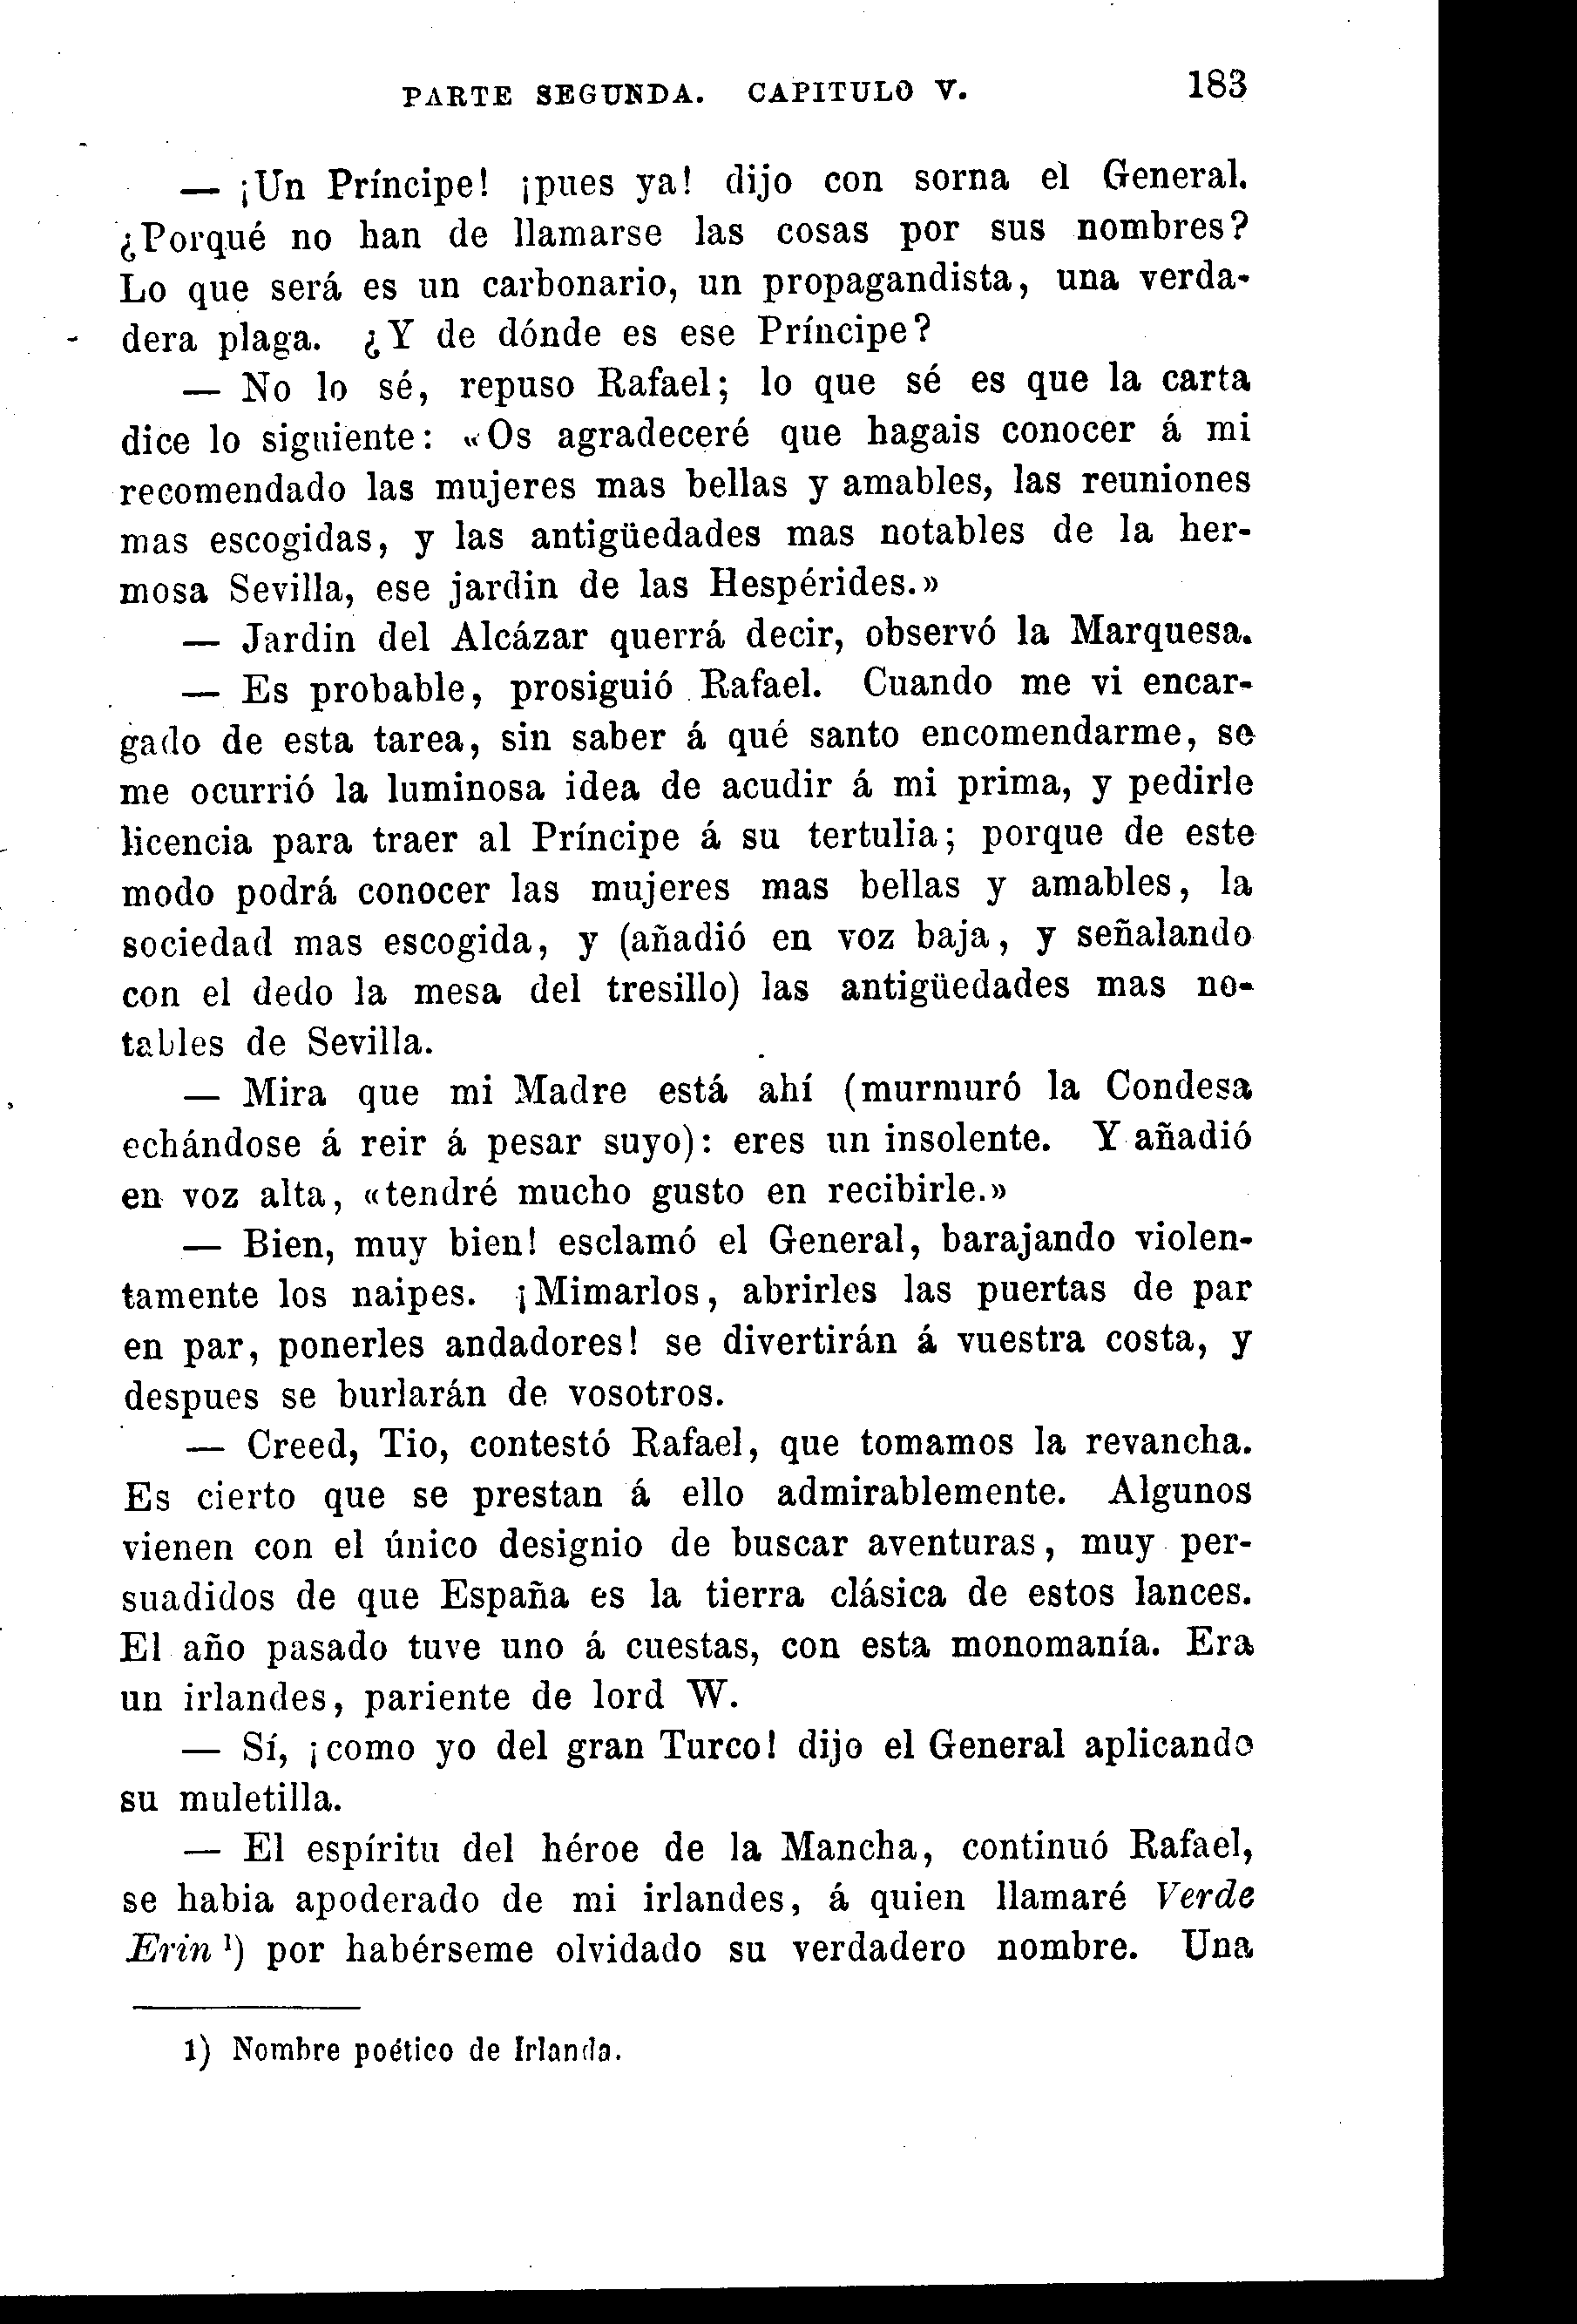 PARTE SEGUNDA. CAPITULO V. 183
— ¡Un Príncipe! ¡pues ya! dijo con sorna el General.
¿Porqué no han de llamarse las cosas por sus nombres?
Lo que será es un carbonario, un propagandista, una verda-
dera plaga. ¿Y de dónde es ese Príncipe?
— No lo sé, repuso Rafael; lo que sé es que la carta
dice lo siguiente: «Os agradeceré que hagais conocer á mi
recomendado las mujeres mas bellas y amables, las reuniones
mas escogidas, y las antigüedades mas notables de la her-
mosa Sevilla, ese jardin de las Hespérides.»
— Jardin del Alcázar querrá decir, observó la Marquesa.
— Es probable, prosiguió Rafael. Cuando me vi encar-
gado de esta tarea, sin saber á qué santo encomendarme, se
me ocurrió la luminosa idea de acudir á mi prima, y pedirle
licencia para traer al Príncipe á su tertulia; porque de este
modo podrá conocer las mujeres mas bellas y amables, la
sociedad mas escogida, y (añadió en voz baja, y señalando
con el dedo la mesa del tresillo) las antigüedades mas no-
tables de Sevilla.
— Mira que mi Madre está ahí (murmuró la Condesa
echándose á reir á pesar suyo): eres un insolente. Y añadió
en voz alta, «tendré mucho gusto en recibirle.»
— Bien, muy bien! esclamó el General, barajando violen-
tamente los naipes. ¡Mimarlos, abrirles las puertas de par
en par, ponerles andadores! se divertirán á vuestra costa, y
despues se burlarán de vosotros.
— Creed, Tio, contestó Rafael, que tomamos la revancha.
Es cierto que se prestan á ello admirablemente. Algunos
vienen con el único designio de buscar aventuras, muy per-
suadidos de que España es la tierra clásica de estos lances.
El año pasado tuve uno á cuestas, con esta monomanía. Era
un irlandes, pariente de lord W.
— Sí, ¡como yo del gran Turco! dijo el General aplicando
su muletilla.
— El espíritu del héroe de la Mancha, continuó Rafael,
se habia apoderado de mi irlandes, á quien llamaré Verde
Erin ¹) por habérseme olvidado su verdadero nombre. Una
1) Nombre poético de Irlanda.